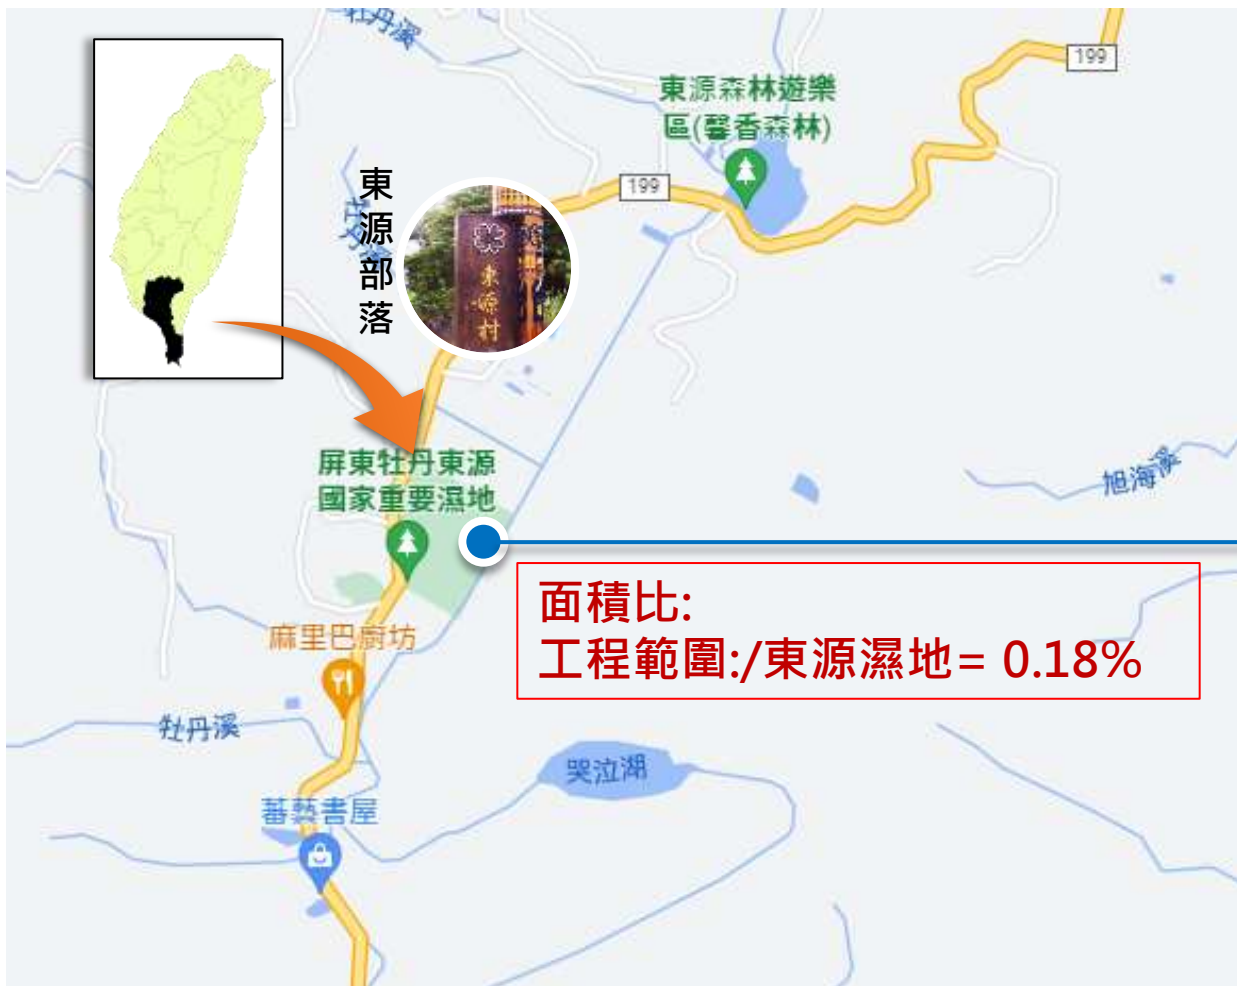 牡丹溪
199
東源森林遊樂
區(馨香森林)
199
東源部落
東源村
屏東牡丹東源
國家重要濕地
旭海溪
面積比:
工程範圍:/東源濕地= 0.18%
麻里巴廚坊
牡丹溪
哭泣湖
蕃藝書屋